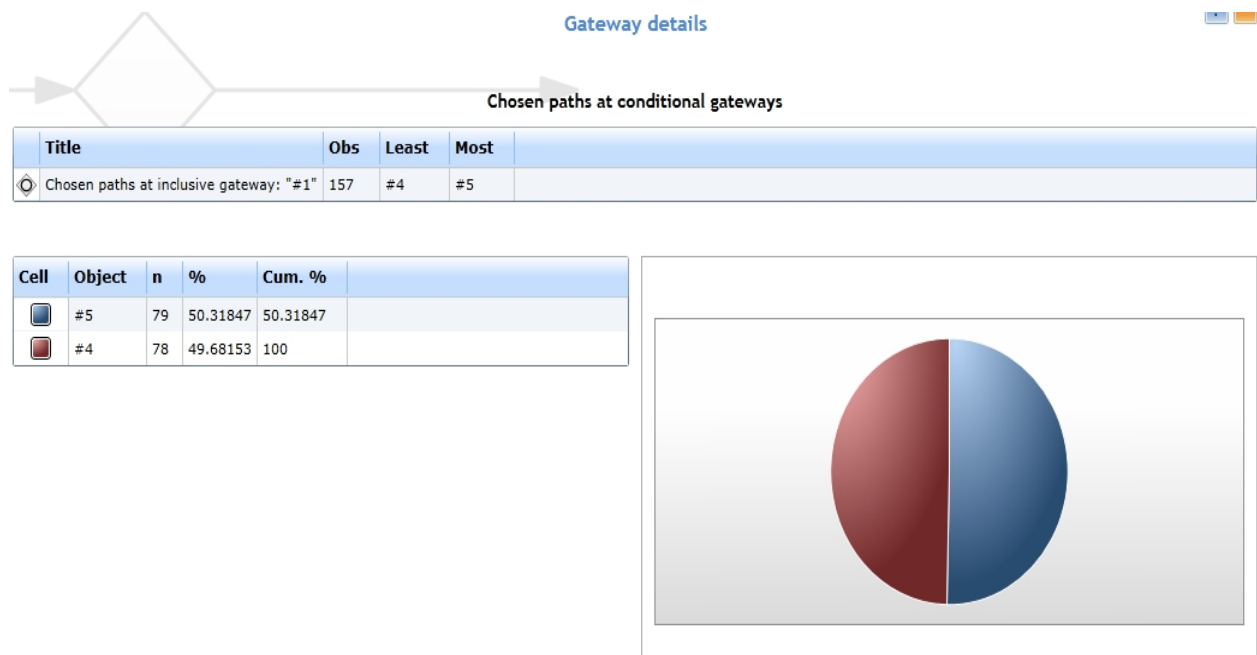 Gateway details
Chosen paths at conditional gateways
Title Obs Least Most
Chosen paths at inclusive gateway: "#1" 157 #4 #5
Cell Object n % Cum. %
#5 79 50.31847 50.31847
#4 78 49.68153 100